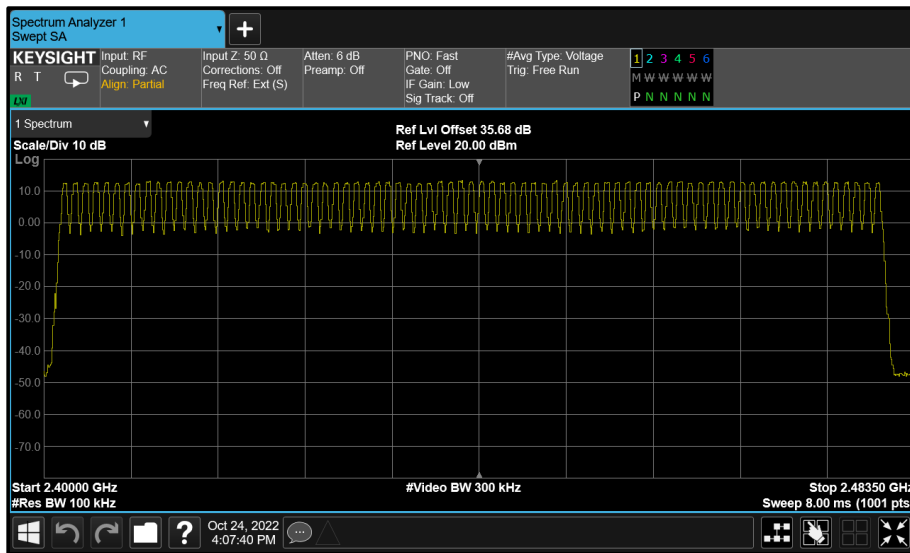 Spectrum Analyzer 1
Swept SA
KEYSIGHT
R T
LXI
Input: RF
Coupling: AC
Align: Partial
Input Z: 50 Ω
Corrections: Off
Freq Ref: Ext (S)
Atten: 6 dB
Preamp: Off
PNO: Fast
Gate: Off
IF Gain: Low
Sig Track: Off
#Avg Type: Voltage
Trig: Free Run
1 2 3 4 5 6
M W W W W W
P N N N N N
1 Spectrum
Scale/Div 10 dB
Ref Lvl Offset 35.68 dB
Ref Level 20.00 dBm
Log
10.0
0.00
-10.0
-20.0
-30.0
-40.0
-50.0
-60.0
-70.0
Start 2.40000 GHz
#Video BW 300 kHz
Stop 2.48350 GHz
#Res BW 100 kHz
Sweep 8.00 ms (1001 pts)
?
Oct 24, 2022
4:07:40 PM